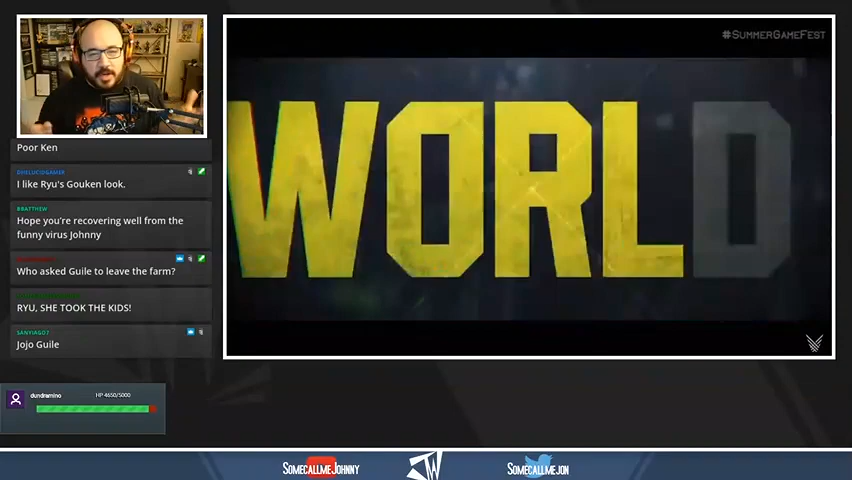 #SUMMERGAMEFEST
WORLD
Poor Ken
I like Ryu's Gouken look.
BRATTHEW
Hope you're recovering well from the
funny virus Johnny
Who asked Guile to leave the farm?
RYU, SHE TOOK THE KIDS!
SANYIAGO7
Jojo Guile
dundramino
HP 4650/5000
SOMECALLMEJOHNNY
SOMECALLMEJON